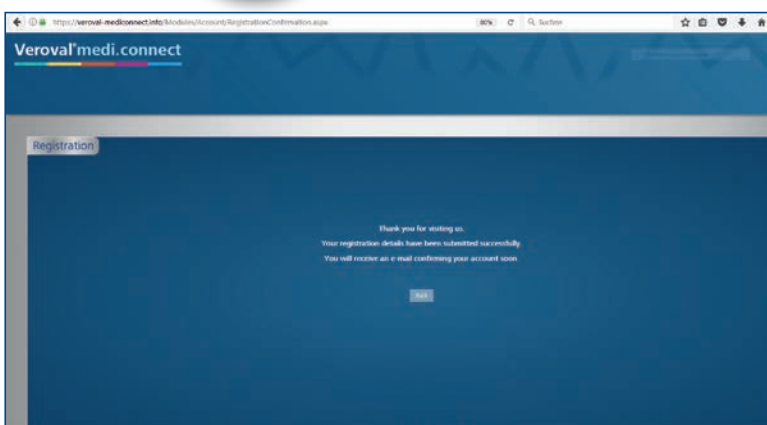 https://veroval-mediconnect.info/Modules/Account/RegistrationConfirmation.aspx
80%
Suchen
Veroval®medi.connect
Registration
Thank you for visiting us.
Your registration details have been submitted successfully.
You will receive an e-mail confirming your account soon